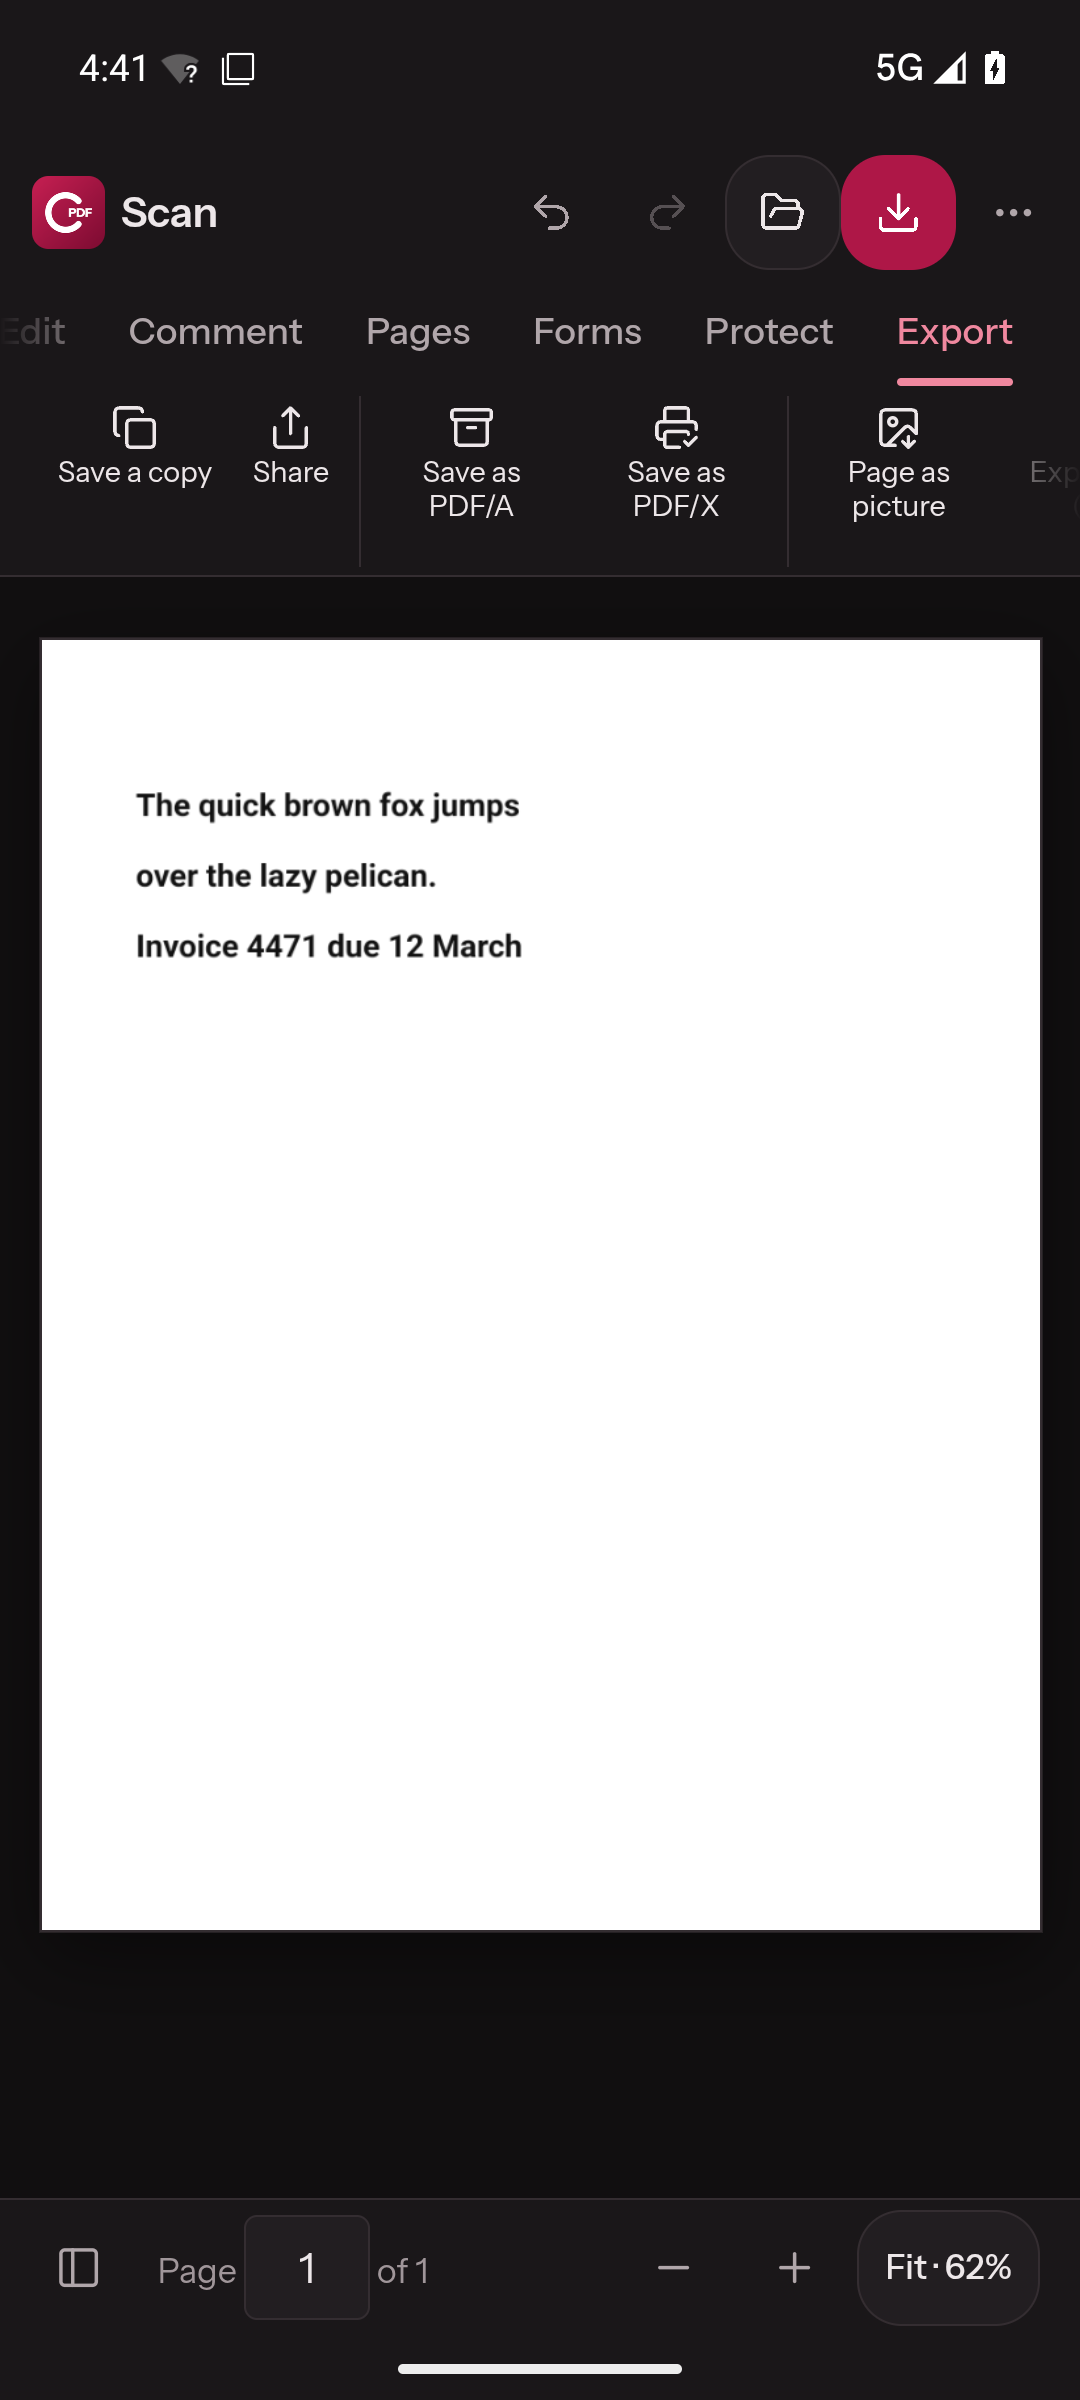 4:41
5G
PDF
Scan
Edit Comment Pages Forms Protect Export
Save a copy Share Save as Save as Page as
PDF/A PDF/X picture
The quick brown fox jumps
over the lazy pelican.
Invoice 4471 due 12 March
Page 1 of 1 Fit · 62%